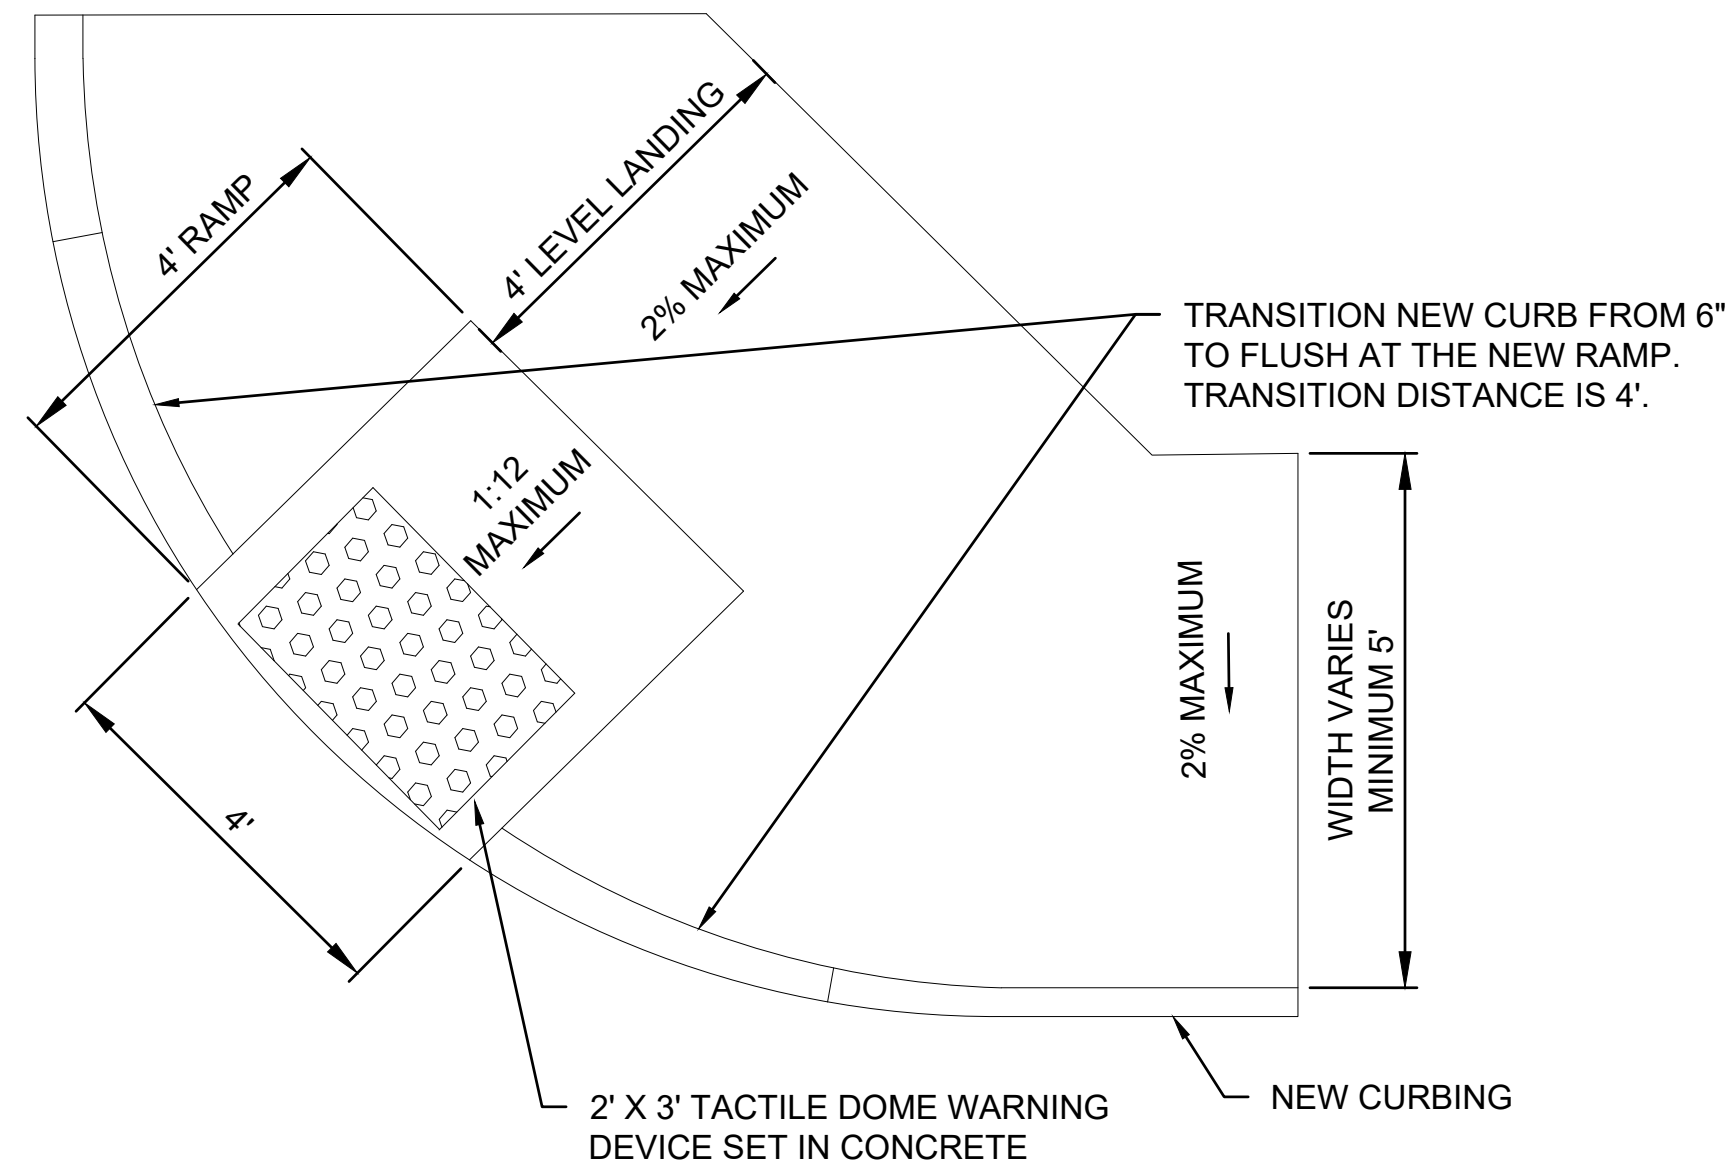 4' RAMP
4' LEVEL LANDING
2% MAXIMUM
TRANSITION NEW CURB FROM 6"
TO FLUSH AT THE NEW RAMP.
TRANSITION DISTANCE IS 4'.
1:12
MAXIMUM
2% MAXIMUM
WIDTH VARIES
MINIMUM 5'
4'
2' X 3' TACTILE DOME WARNING
DEVICE SET IN CONCRETE
NEW CURBING